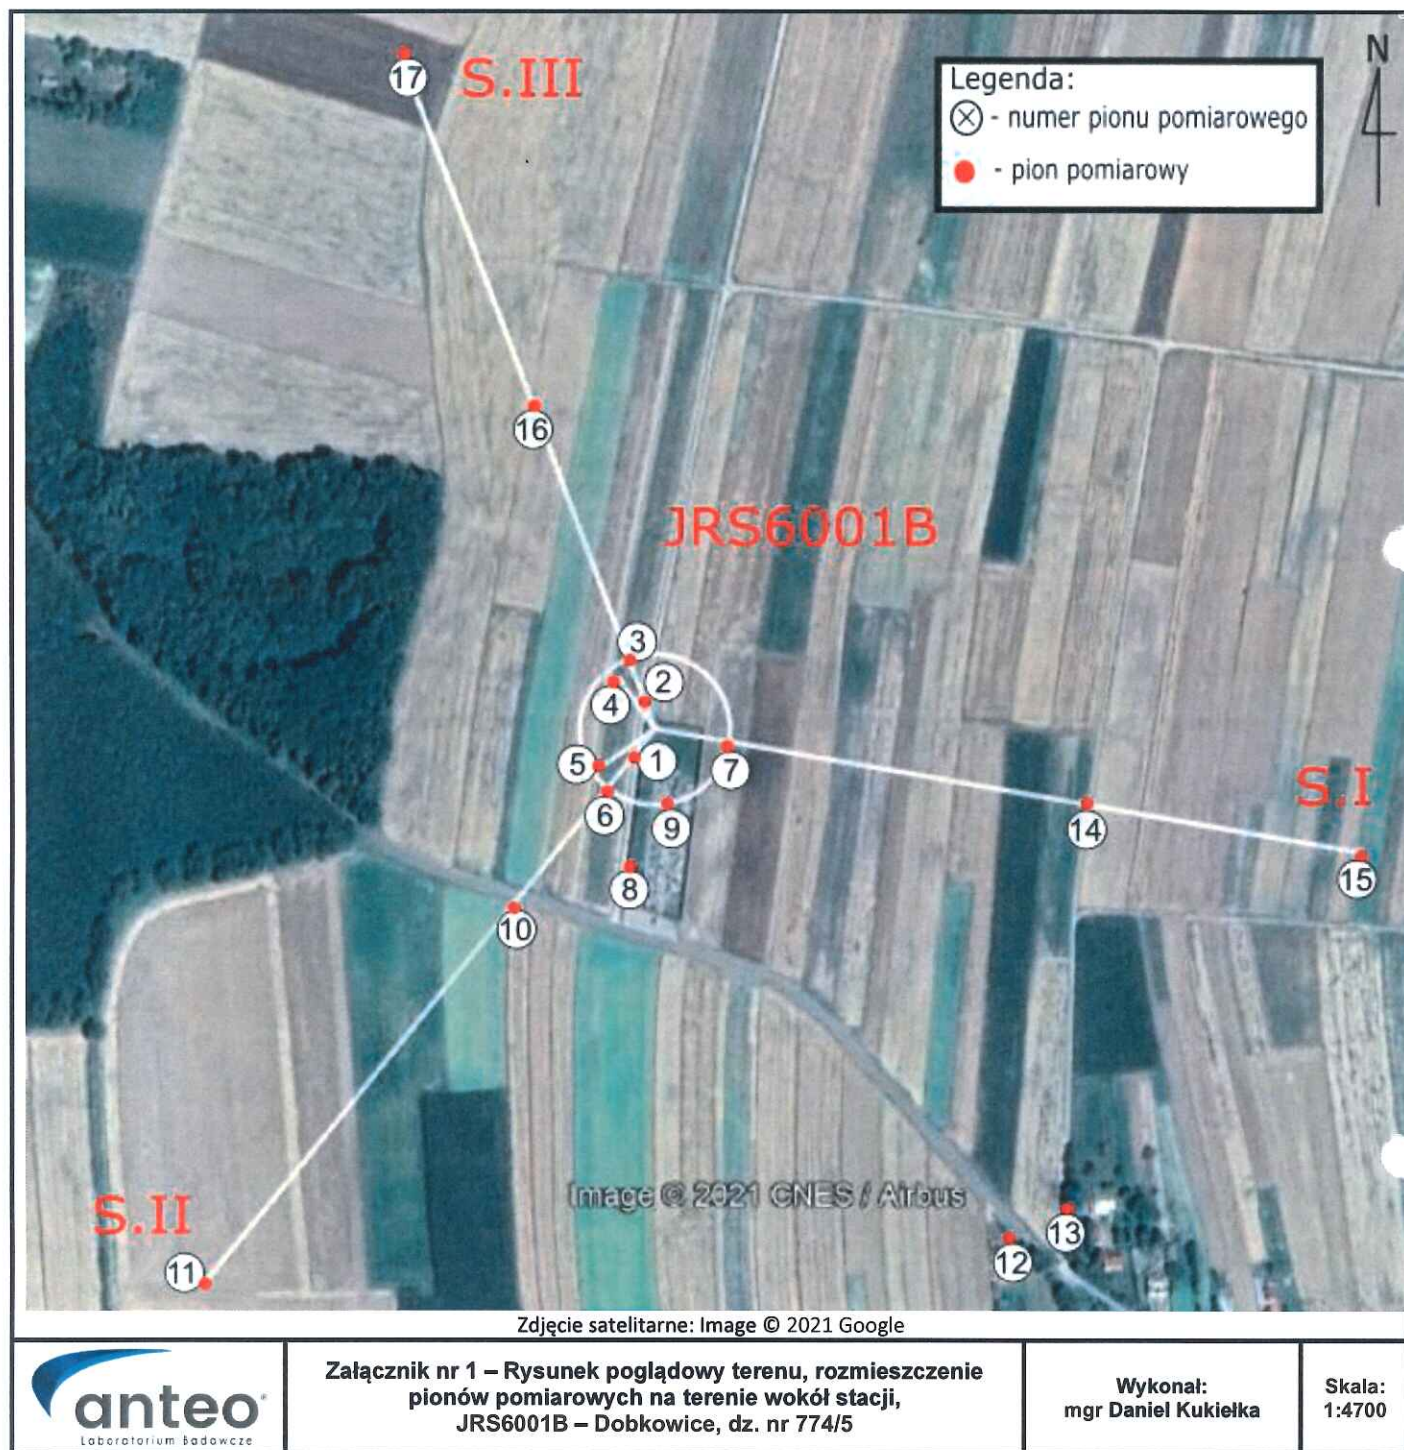 17
S.III
N
Legenda:
⊗ - numer pionu pomiarowego
- pion pomiarowy
16
JRS6001B
3
2
4
1
5
7
6
9
S.I
14
15
8
10
Image © 2021 CNES / Airbus
S.II
13
12
11
Zdjęcie satelitarne: Image © 2021 Google
anteo®
Laboratorium Badawcze
Załącznik nr 1 – Rysunek poglądowy terenu, rozmieszczenie
pionów pomiarowych na terenie wokół stacji,
JRS6001B – Dobkowice, dz. nr 774/5
Wykonał:
mgr Daniel Kukiełka
Skala:
1:4700